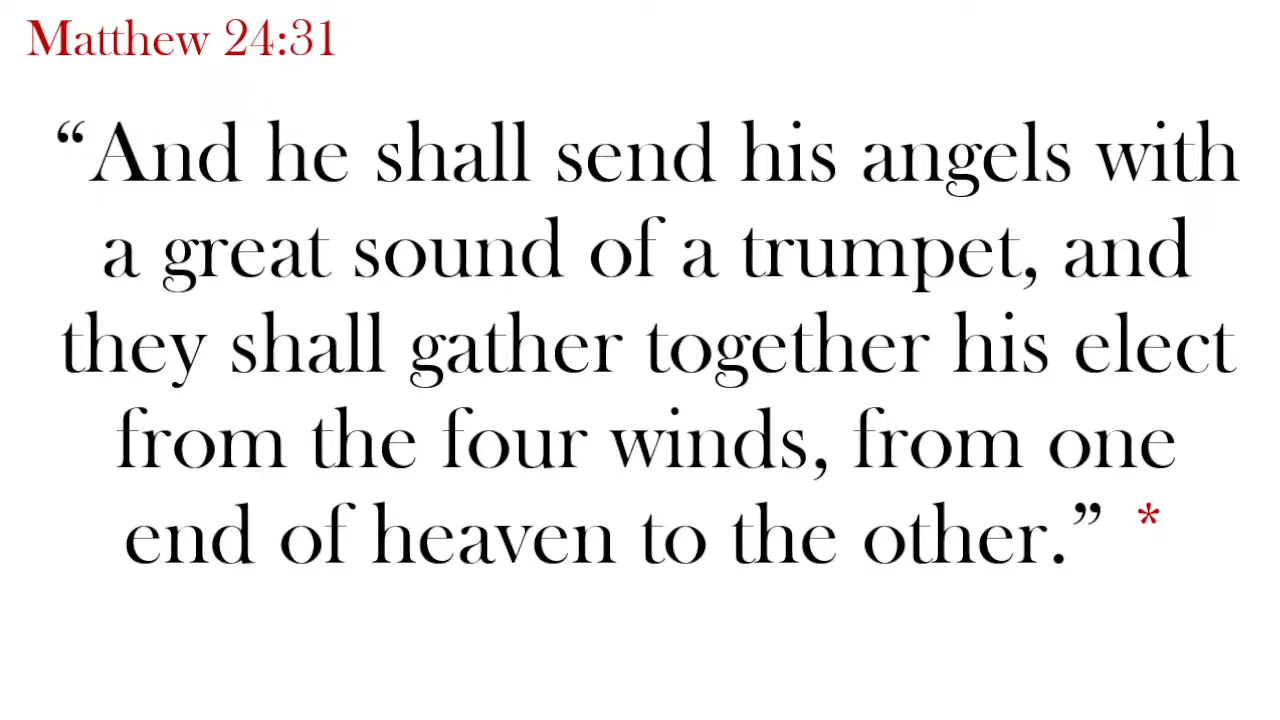 Matthew 24:31
“And he shall send his angels with
a great sound of a trumpet, and
they shall gather together his elect
from the four winds, from one
end of heaven to the other.” *